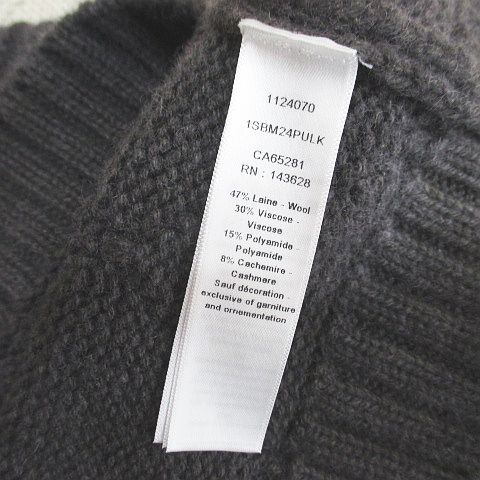 1124070
1SBM24PULK
CA65281
RN : 143628
47% Laine - Wool
30% Viscose -
Viscose
15% Polyamide -
Polyamide
8% Cachemire -
Cashmere
Sauf décoration -
exclusive of garniture
and ornementation